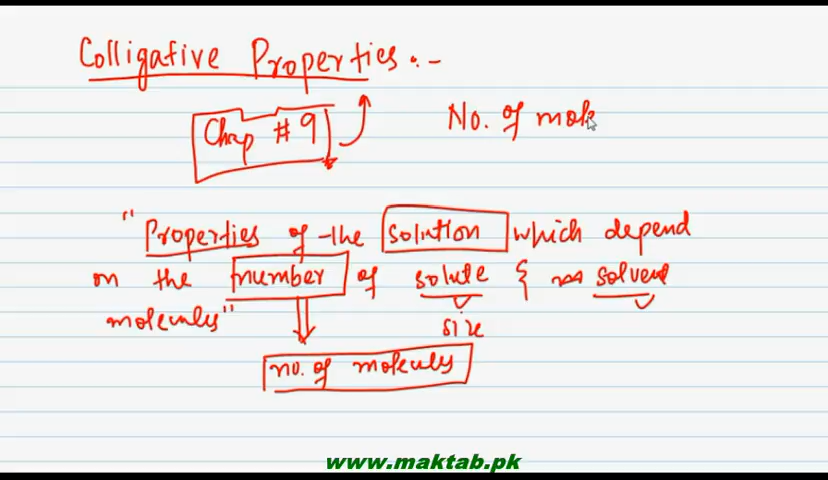 Colligative Properties :-
Chap # 9
No. of mole
"Properties of the solution which depend
on the number of solute & solvent
molecules"
size
no. of molecules
www.maktab.pk